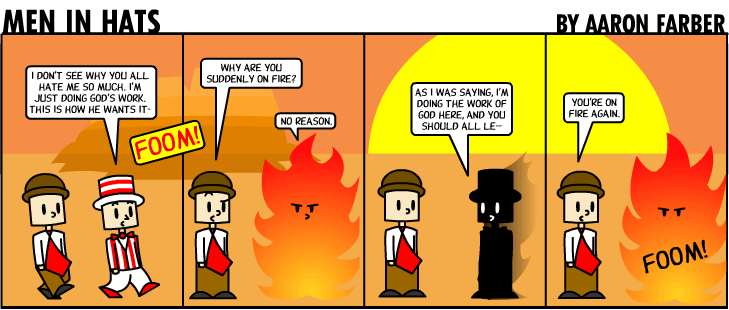 MEN IN HATS
BY AARON FARBER
I DON'T SEE WHY YOU ALL
HATE ME SO MUCH. I'M
JUST DOING GOD'S WORK.
THIS IS HOW HE WANTS IT-
FOOM!
WHY ARE YOU
SUDDENLY ON FIRE?
NO REASON.
AS I WAS SAYING, I'M
DOING THE WORK OF
GOD HERE, AND YOU
SHOULD ALL LE--
YOU'RE ON
FIRE AGAIN.
FOOM!